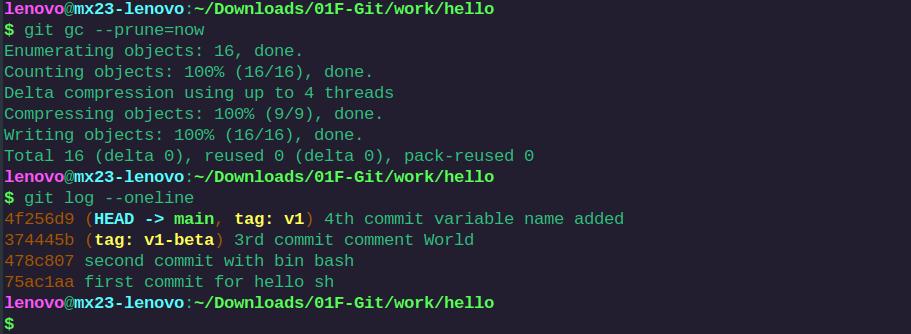 lenovo@mx23-lenovo:~/Downloads/01F-Git/work/hello
$ git gc --prune=now
Enumerating objects: 16, done.
Counting objects: 100% (16/16), done.
Delta compression using up to 4 threads
Compressing objects: 100% (9/9), done.
Writing objects: 100% (16/16), done.
Total 16 (delta 0), reused 0 (delta 0), pack-reused 0
lenovo@mx23-lenovo:~/Downloads/01F-Git/work/hello
$ git log --oneline
4f256d9 (HEAD -> main, tag: v1) 4th commit variable name added
374445b (tag: v1-beta) 3rd commit comment World
478c807 second commit with bin bash
75ac1aa first commit for hello sh
lenovo@mx23-lenovo:~/Downloads/01F-Git/work/hello
$